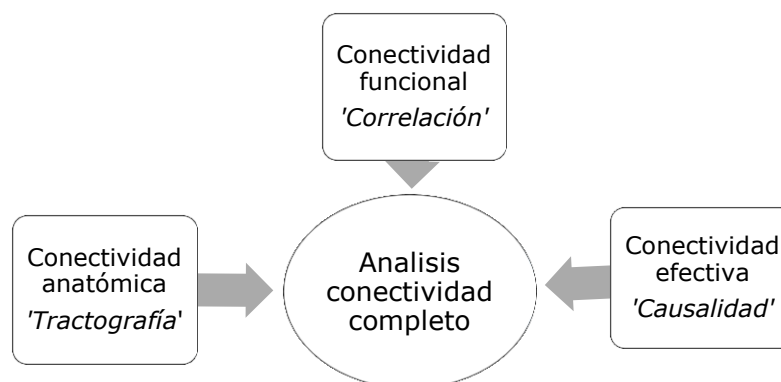 Conectividad
funcional
'Correlación'
Conectividad
anatómica
'Tractografía'
Analisis
conectividad
completo
Conectividad
efectiva
'Causalidad'